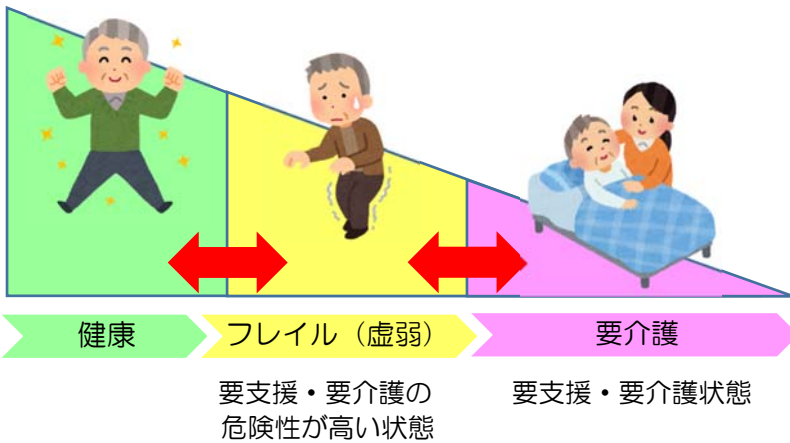 健康
フレイル（虚弱）
要介護
要支援・要介護の
危険性が高い状態
要支援・要介護状態